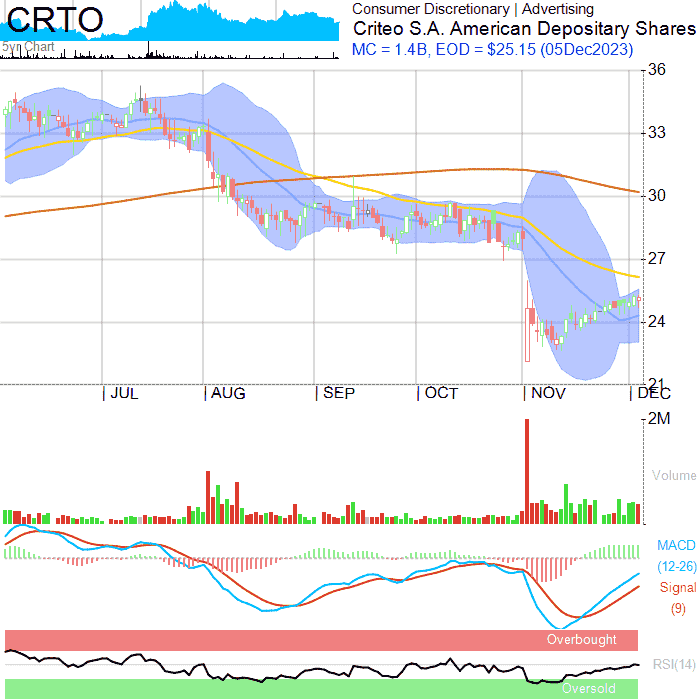 CRTO
Consumer Discretionary | Advertising
Criteo S.A. American Depositary Shares
MC = 1.4B, EOD = $25.15 (05Dec2023)
5yr Chart
36
33
30
27
24
21
JUL AUG SEP OCT NOV DEC
2M
Volume
MACD
(12-26)
Signal
(9)
Overbought
RSI(14)
Oversold